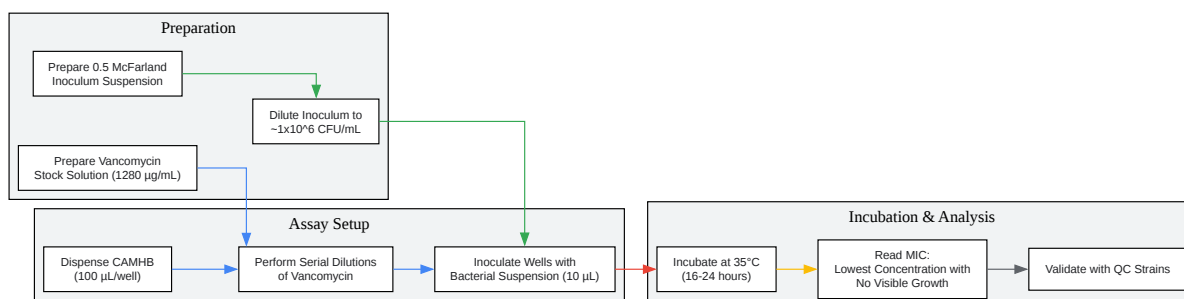 Preparation
Prepare 0.5 McFarland
Inoculum Suspension
Dilute Inoculum to
~1x10^6 CFU/mL
Prepare Vancomycin
Stock Solution (1280 µg/mL)
Assay Setup
Dispense CAMHB
(100 µL/well)
Perform Serial Dilutions
of Vancomycin
Inoculate Wells with
Bacterial Suspension (10 µL)
Incubation & Analysis
Incubate at 35°C
(16-24 hours)
Read MIC:
Lowest Concentration with
No Visible Growth
Validate with QC Strains